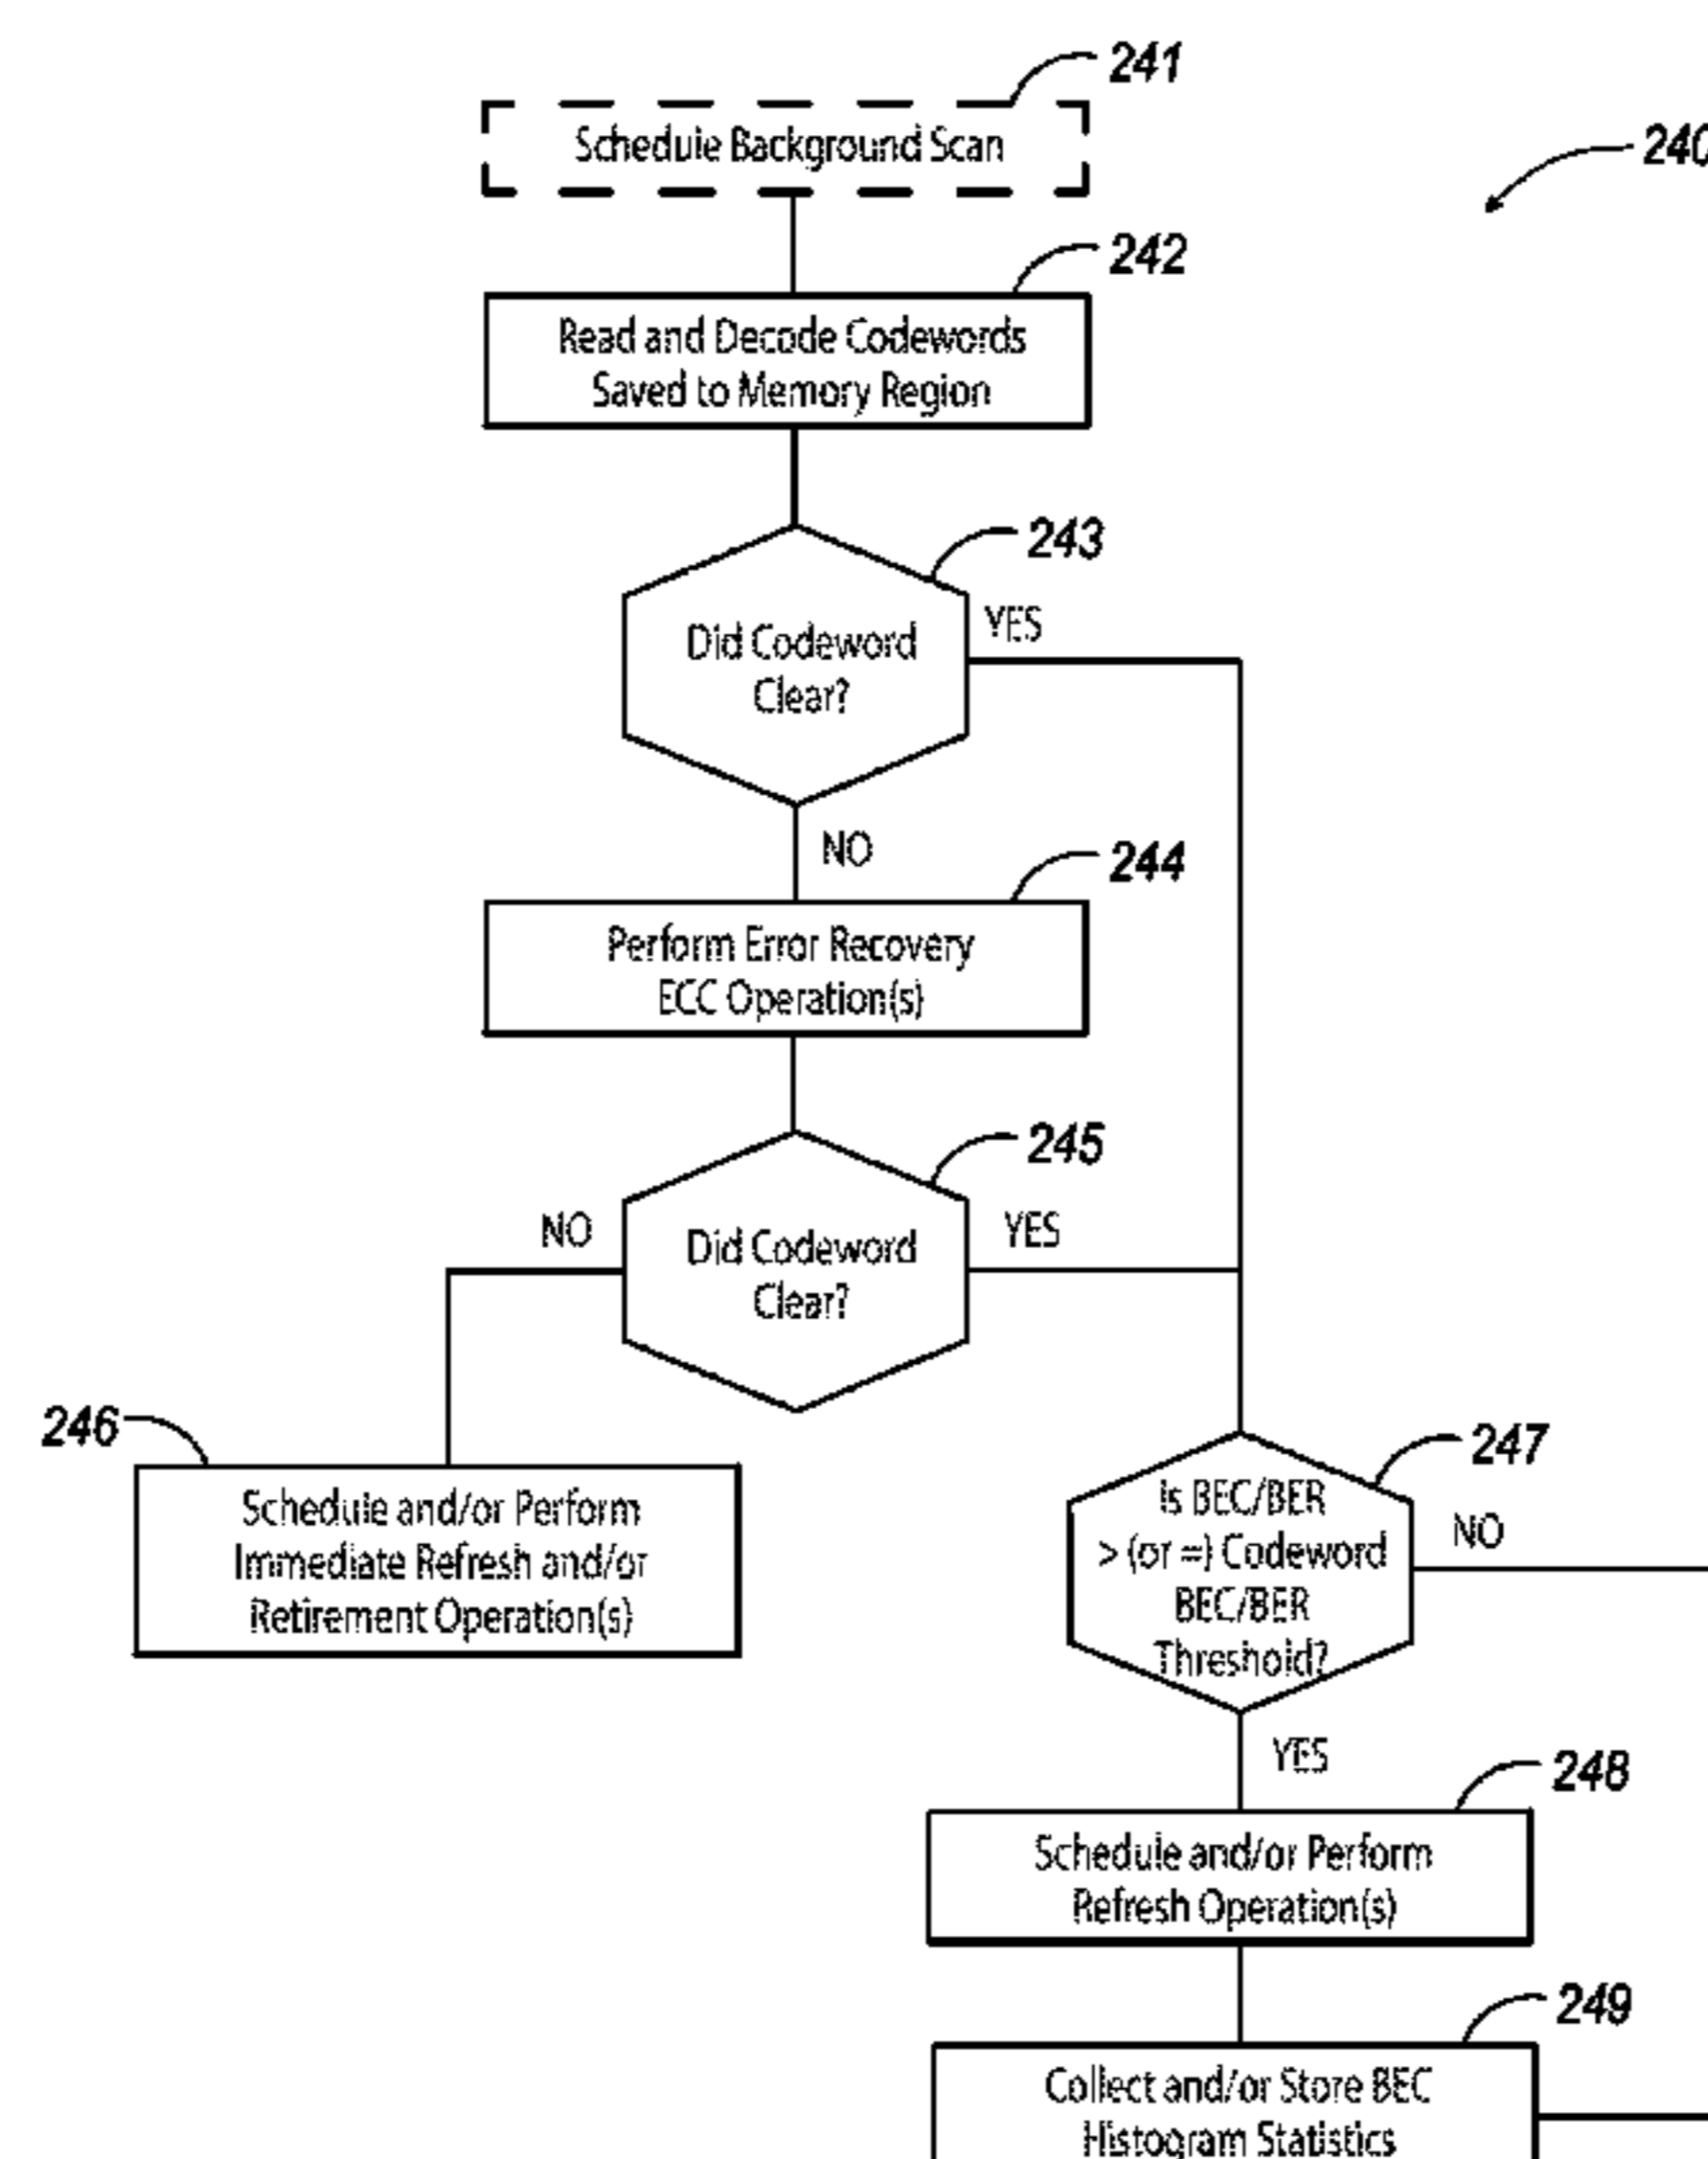 241
Schedule Background Scan
240
242
Read and Decode Codewords
Saved to Memory Region
243
Did Codeword
Clear?
YES
NO
244
Perform Error Recovery
ECC Operation(s)
245
NO
Did Codeword
Clear?
YES
246
Schedule and/or Perform
Immediate Refresh and/or
Retirement Operation(s)
247
Is BEC/BER
> (or =) Codeword
BEC/BER
Threshold?
NO
YES
248
Schedule and/or Perform
Refresh Operation(s)
249
Collect and/or Store BEC
Histogram Statistics